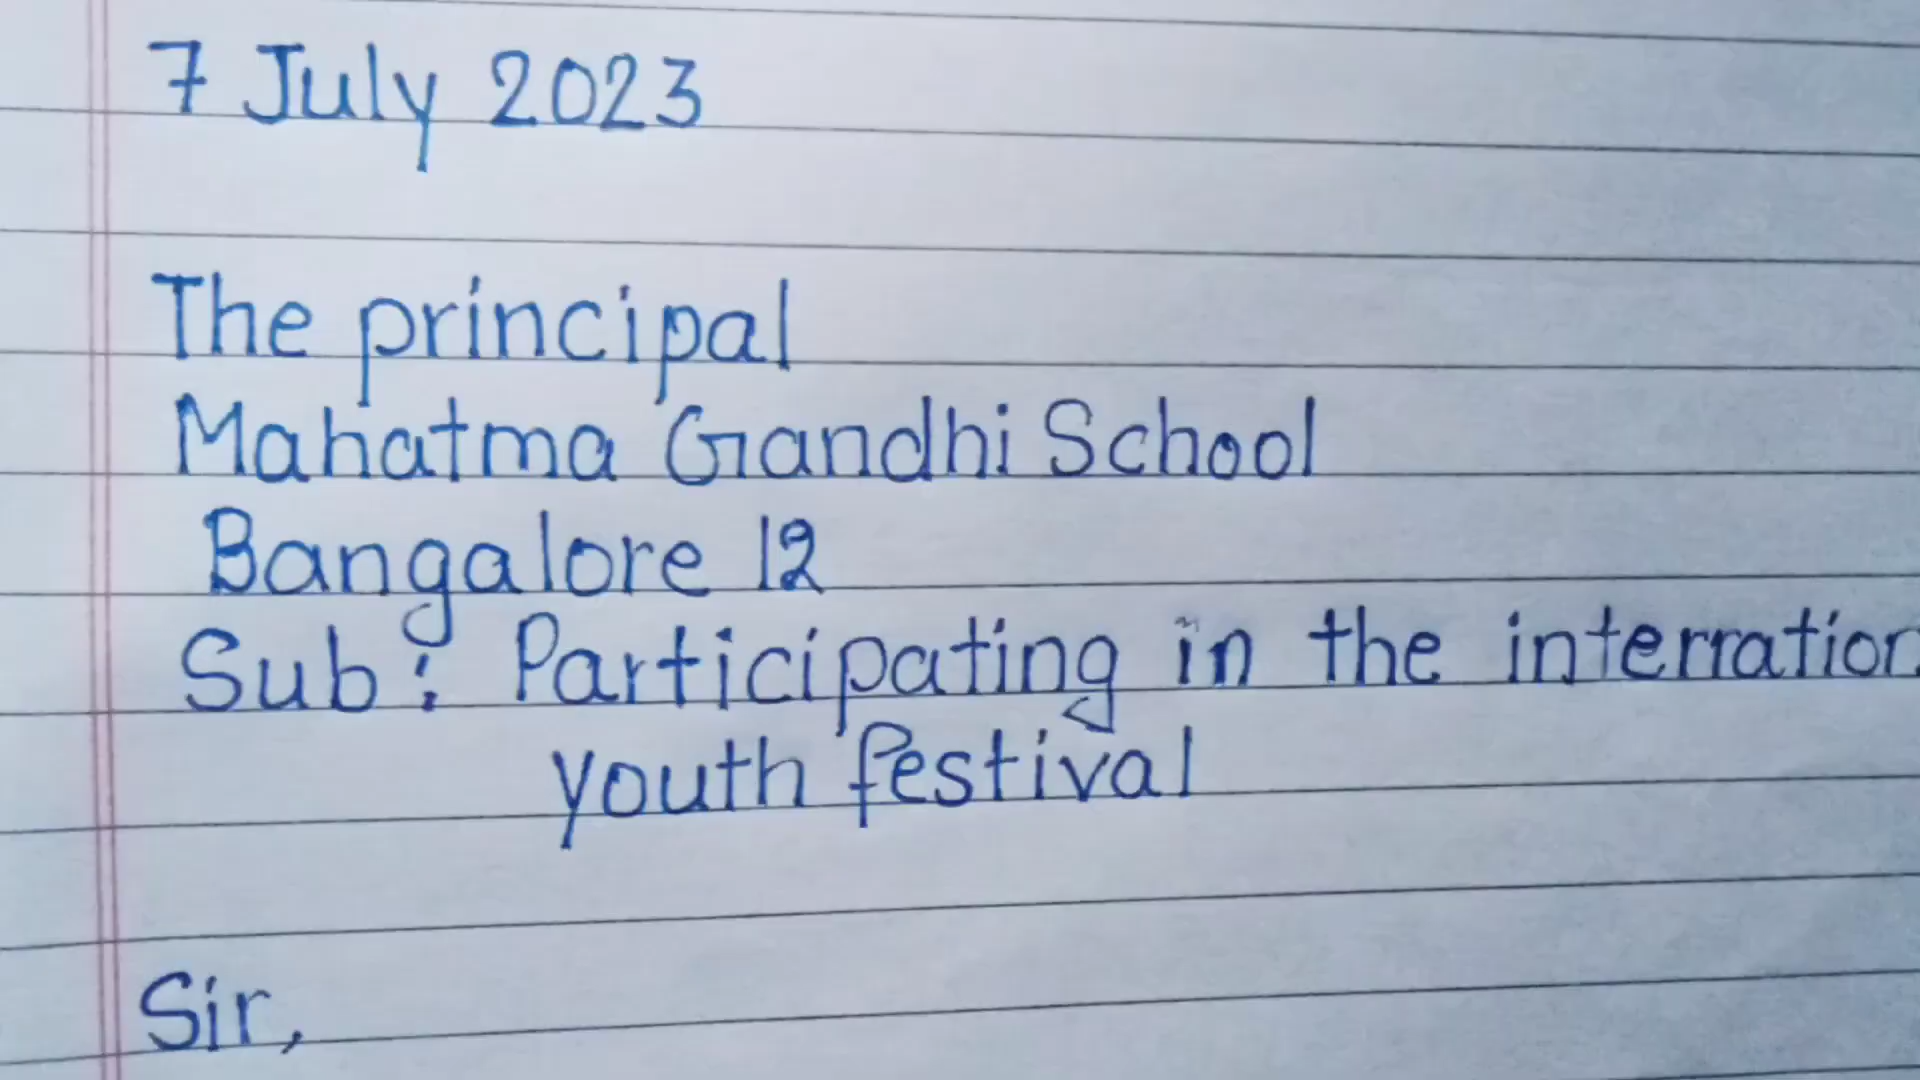 7 July 2023
The principal
Mahatma Gandhi School
Bangalore 12
Sub: Participating in the
youth festival
Sir,